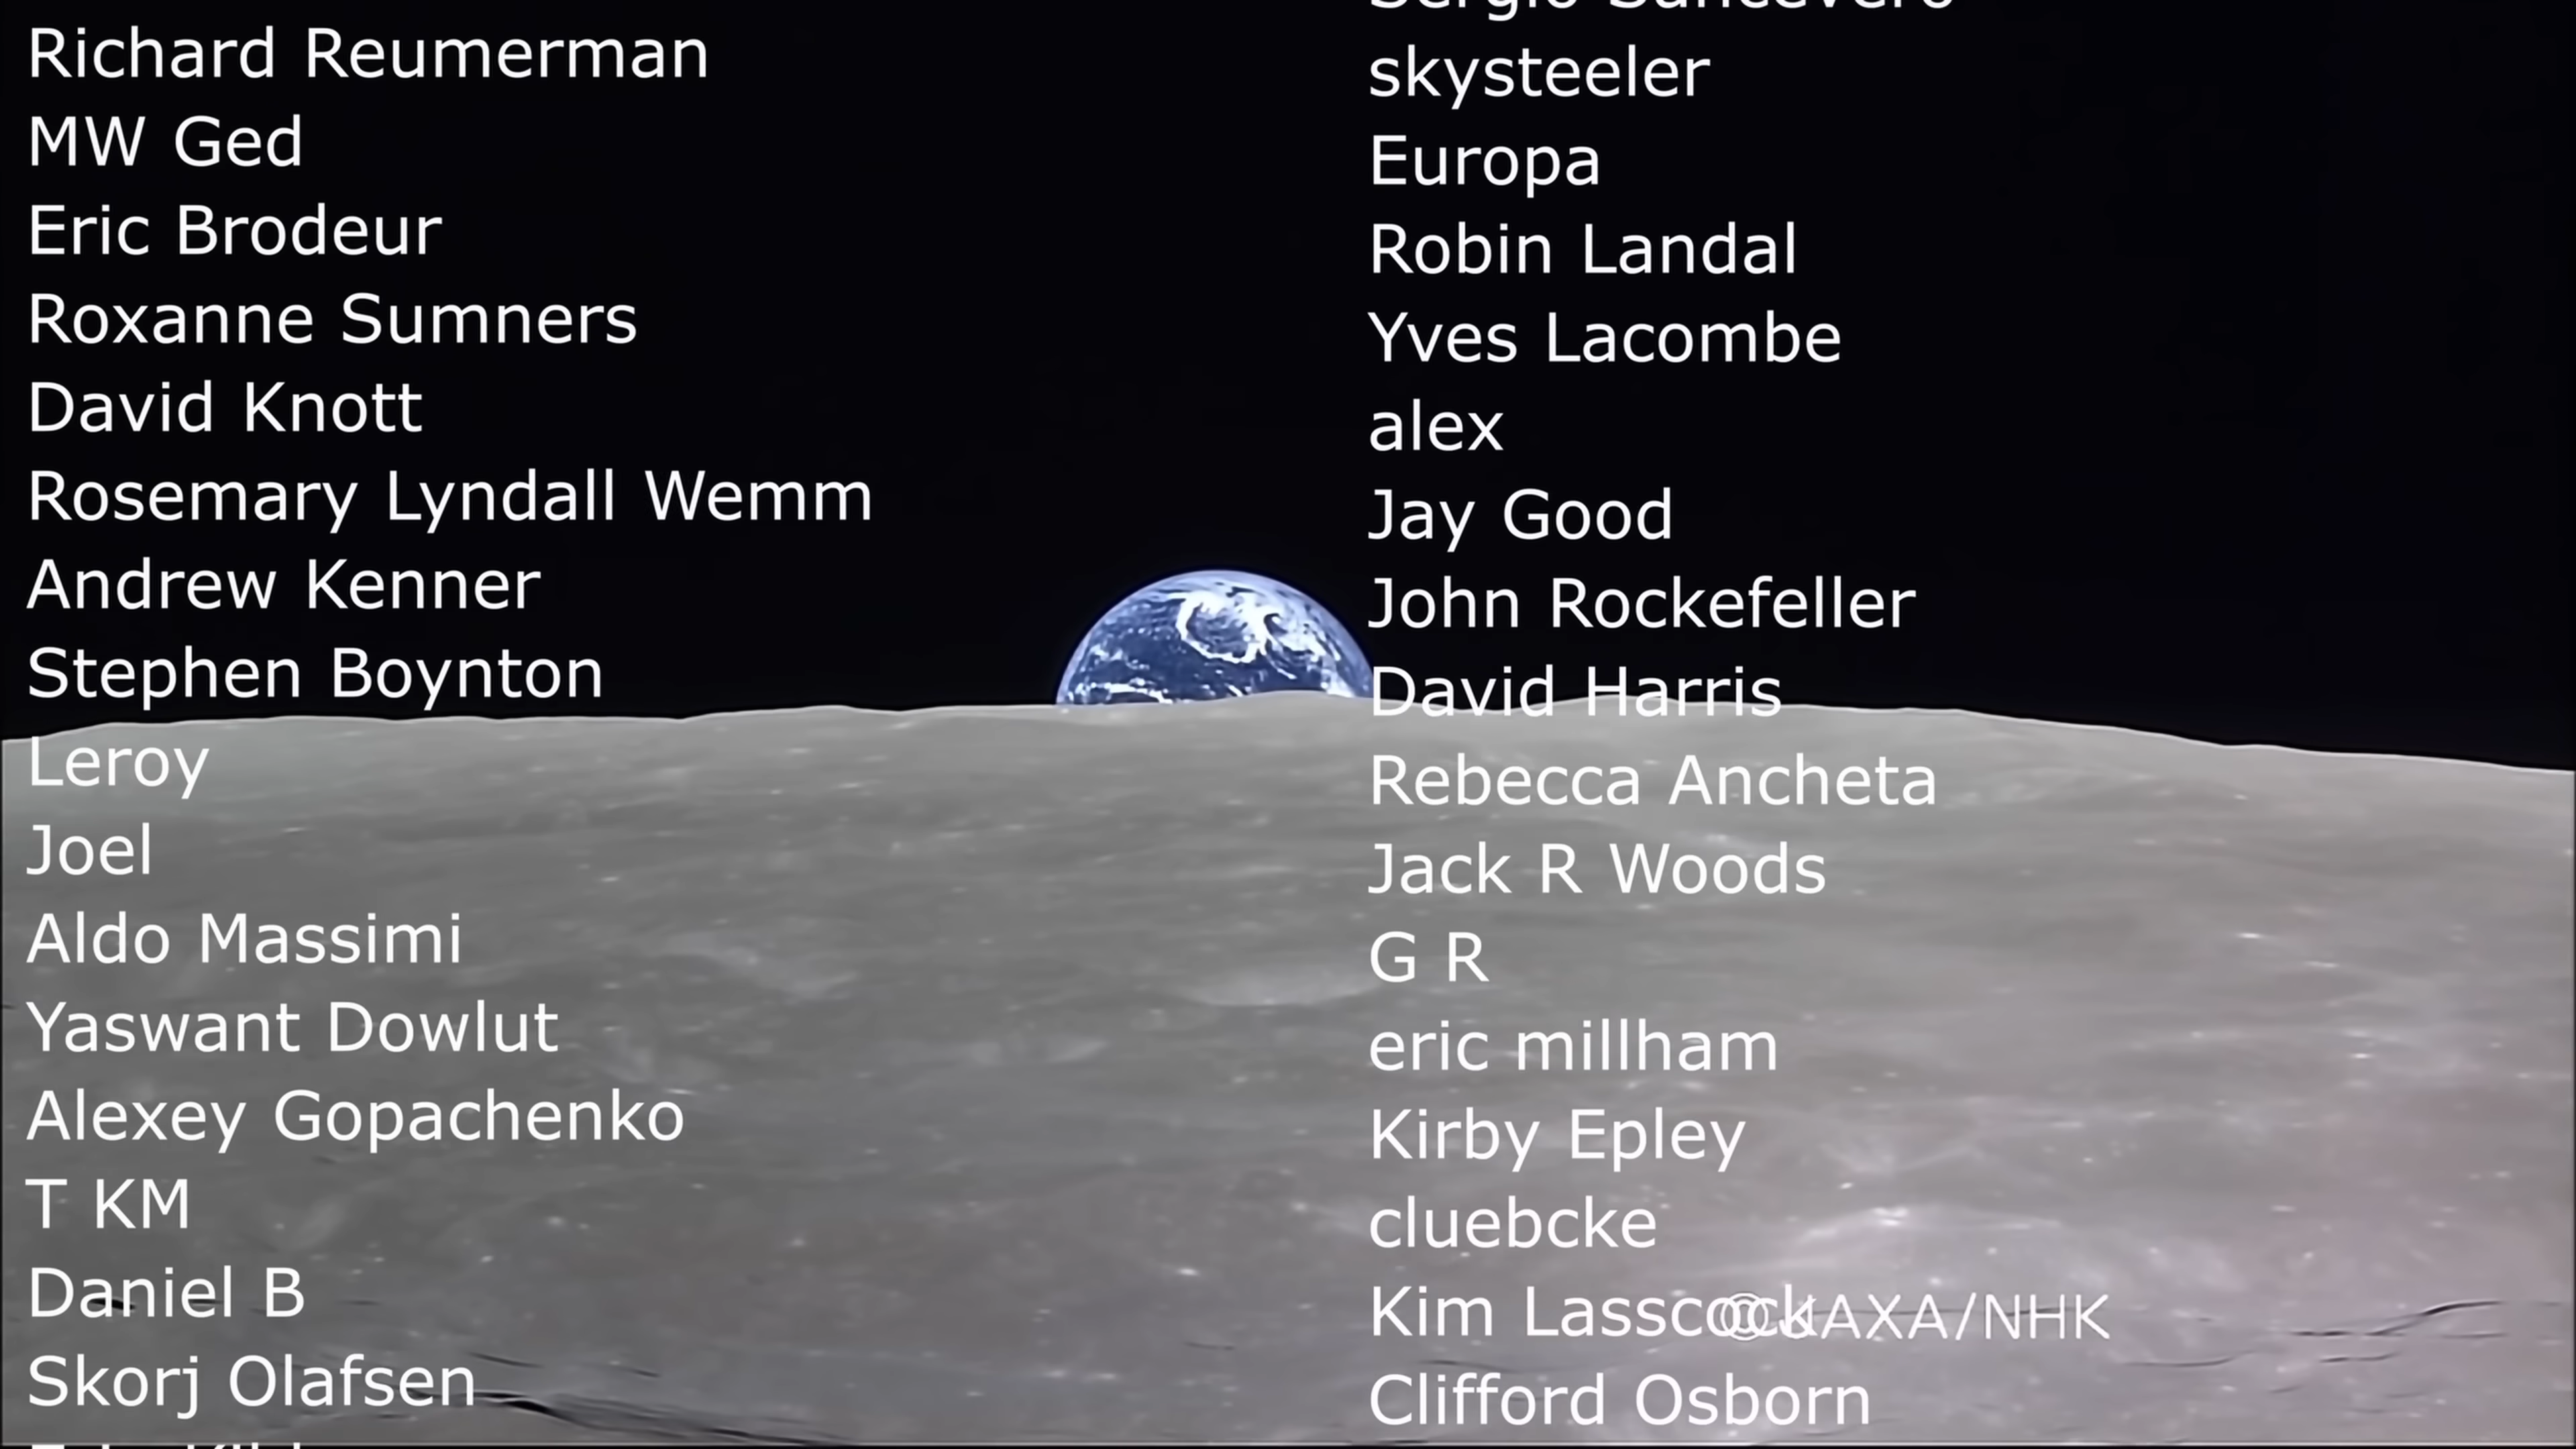 Richard Reumerman
MW Ged
Eric Brodeur
Roxanne Sumners
David Knott
Rosemary Lyndall Wemm
Andrew Kenner
Stephen Boynton
Leroy
Joel
Aldo Massimi
Yaswant Dowlut
Alexey Gopachenko
T KM
Daniel B
Skorj Olafsen
skysteeler
Europa
Robin Landal
Yves Lacombe
alex
Jay Good
John Rockefeller
David Harris
Rebecca Ancheta
Jack R Woods
G R
eric millham
Kirby Epley
cluebcke
Kim Lasscock
©JAXA/NHK
Clifford Osborn